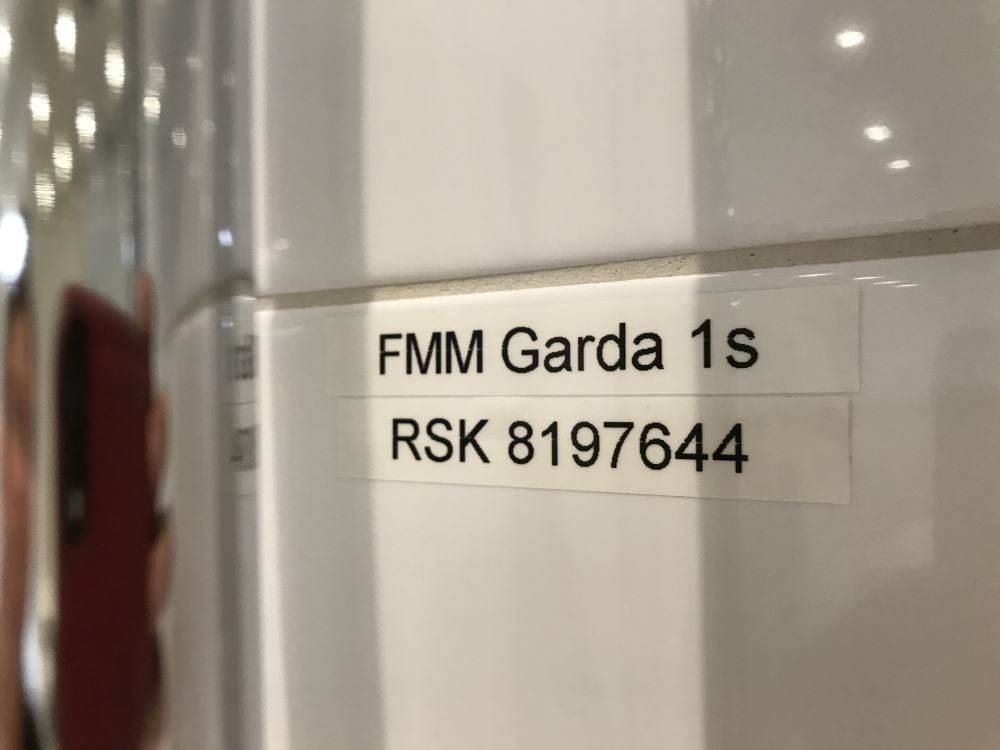 FMM Garda 1s
RSK 8197644